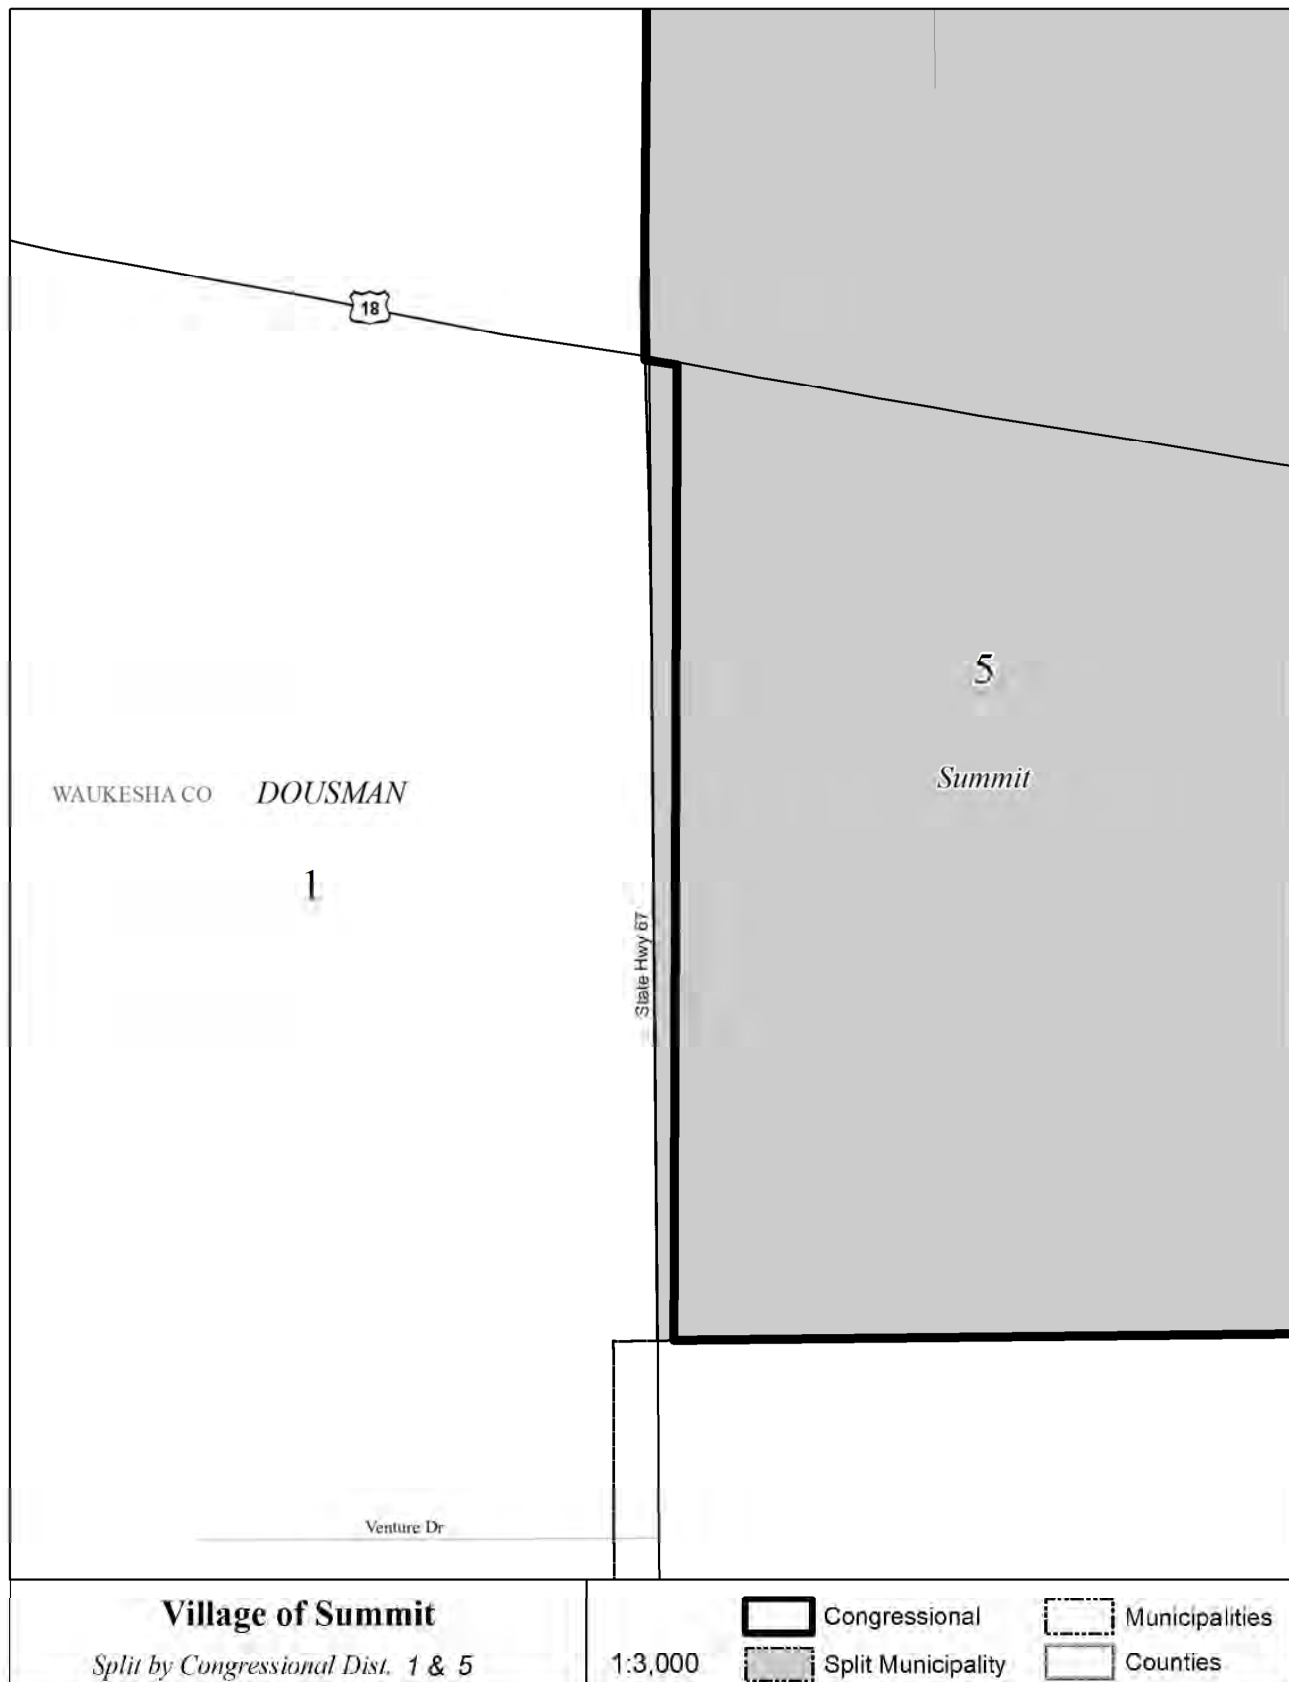 18
5
Summit
WAUKESHA CO DOUSMAN
1
State Hwy 67
Venture Dr
Village of Summit
Split by Congressional Dist. 1 & 5
1:3,000
Congressional
Split Municipality
Municipalities
Counties